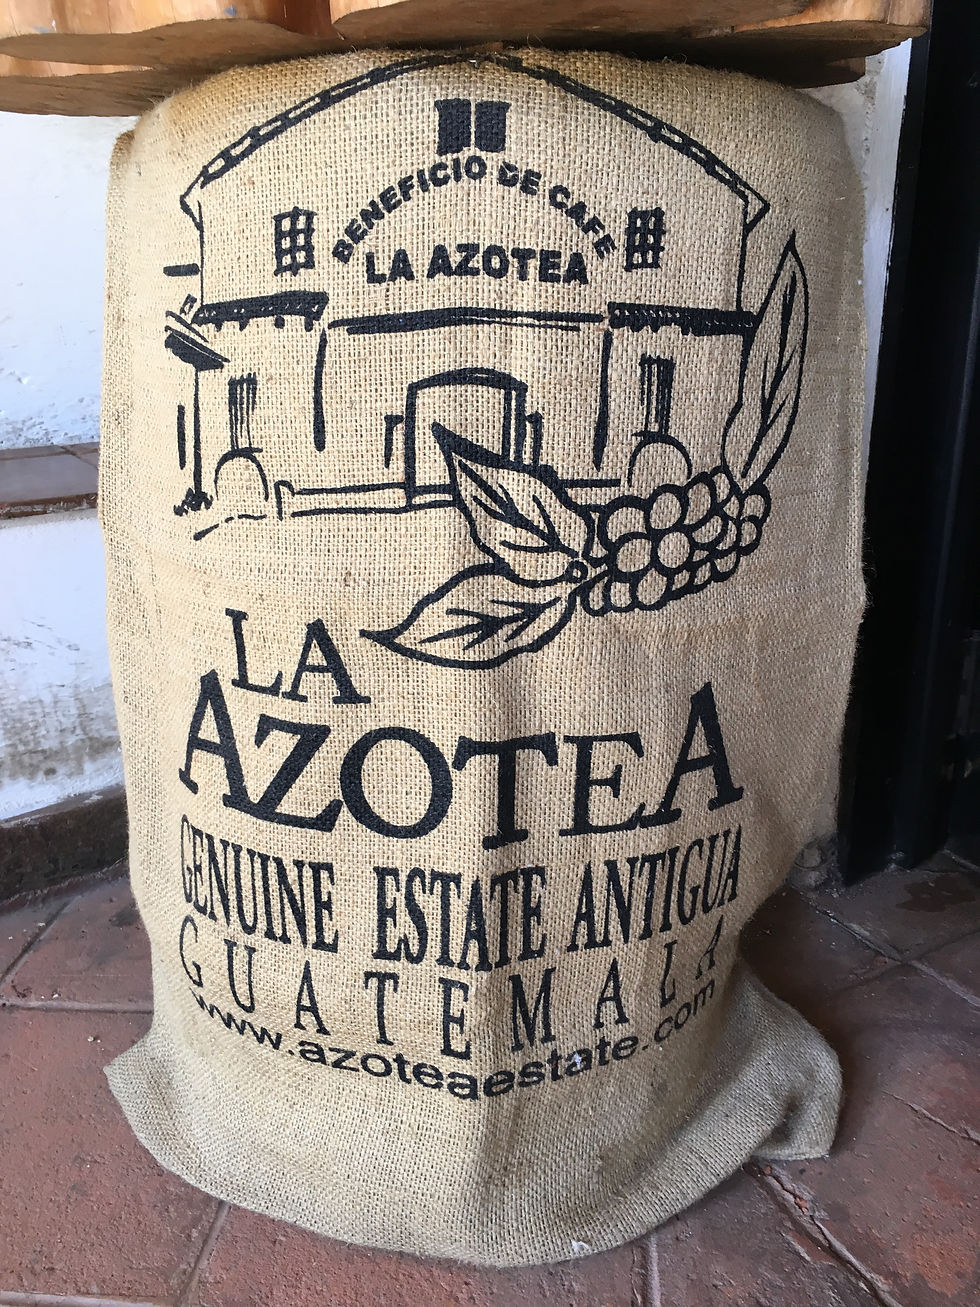 BENEFICIO DE CAFE
LA AZOTEA
LA
AZOTEA
GENUINE ESTATE ANTIGUA
GUATEMALA
www.azoteaestate.com